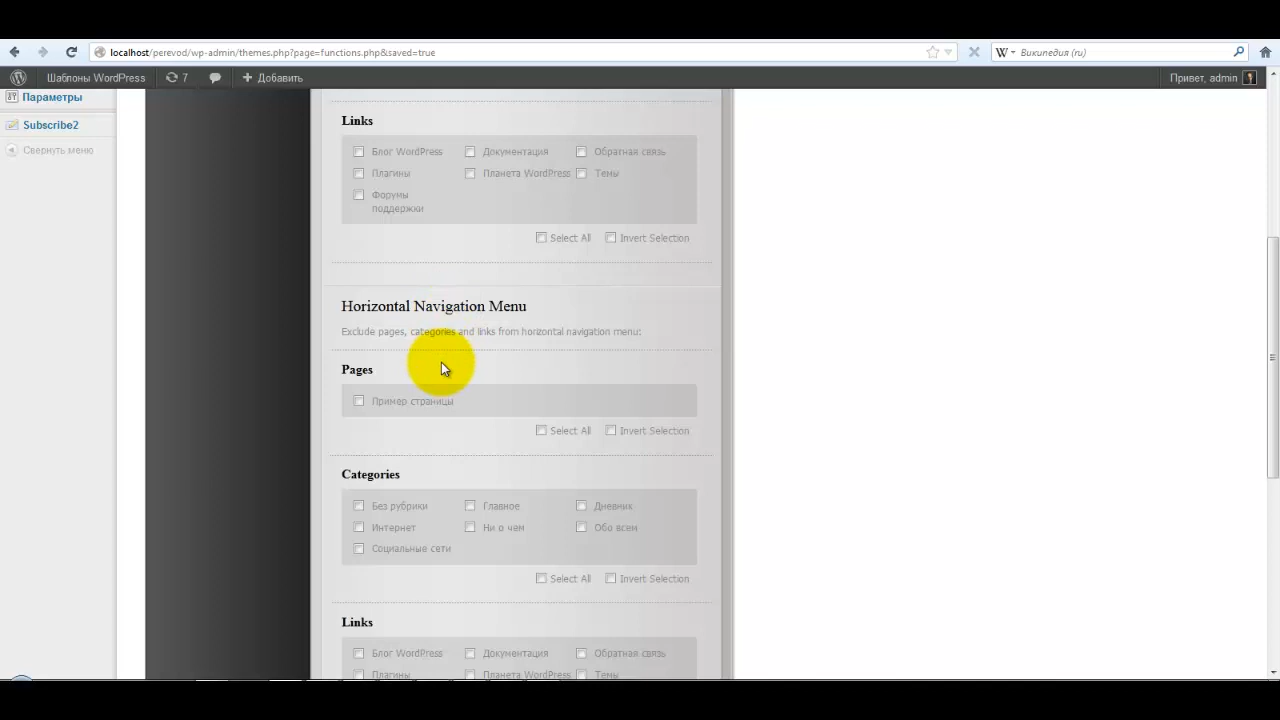 localhost/perevod/wp-admin/themes.php?page=functions.php&saved=true
W Википедия (ru)
Шаблоны WordPress 7 Добавить Привет, admin
Параметры
Subscribe2
Свернуть меню
Links
Блог WordPress Документация Обратная связь
Плагины Планета WordPress Темы
Форумы
поддержки
Select All Invert Selection
Horizontal Navigation Menu
Exclude pages, categories and links from horizontal navigation menu:
Pages
Пример страницы
Select All Invert Selection
Categories
Без рубрики Главное Дневник
Интернет Ни о чем Обо всем
Социальные сети
Select All Invert Selection
Links
Блог WordPress Документация Обратная связь
Плагины Планета WordPress Темы